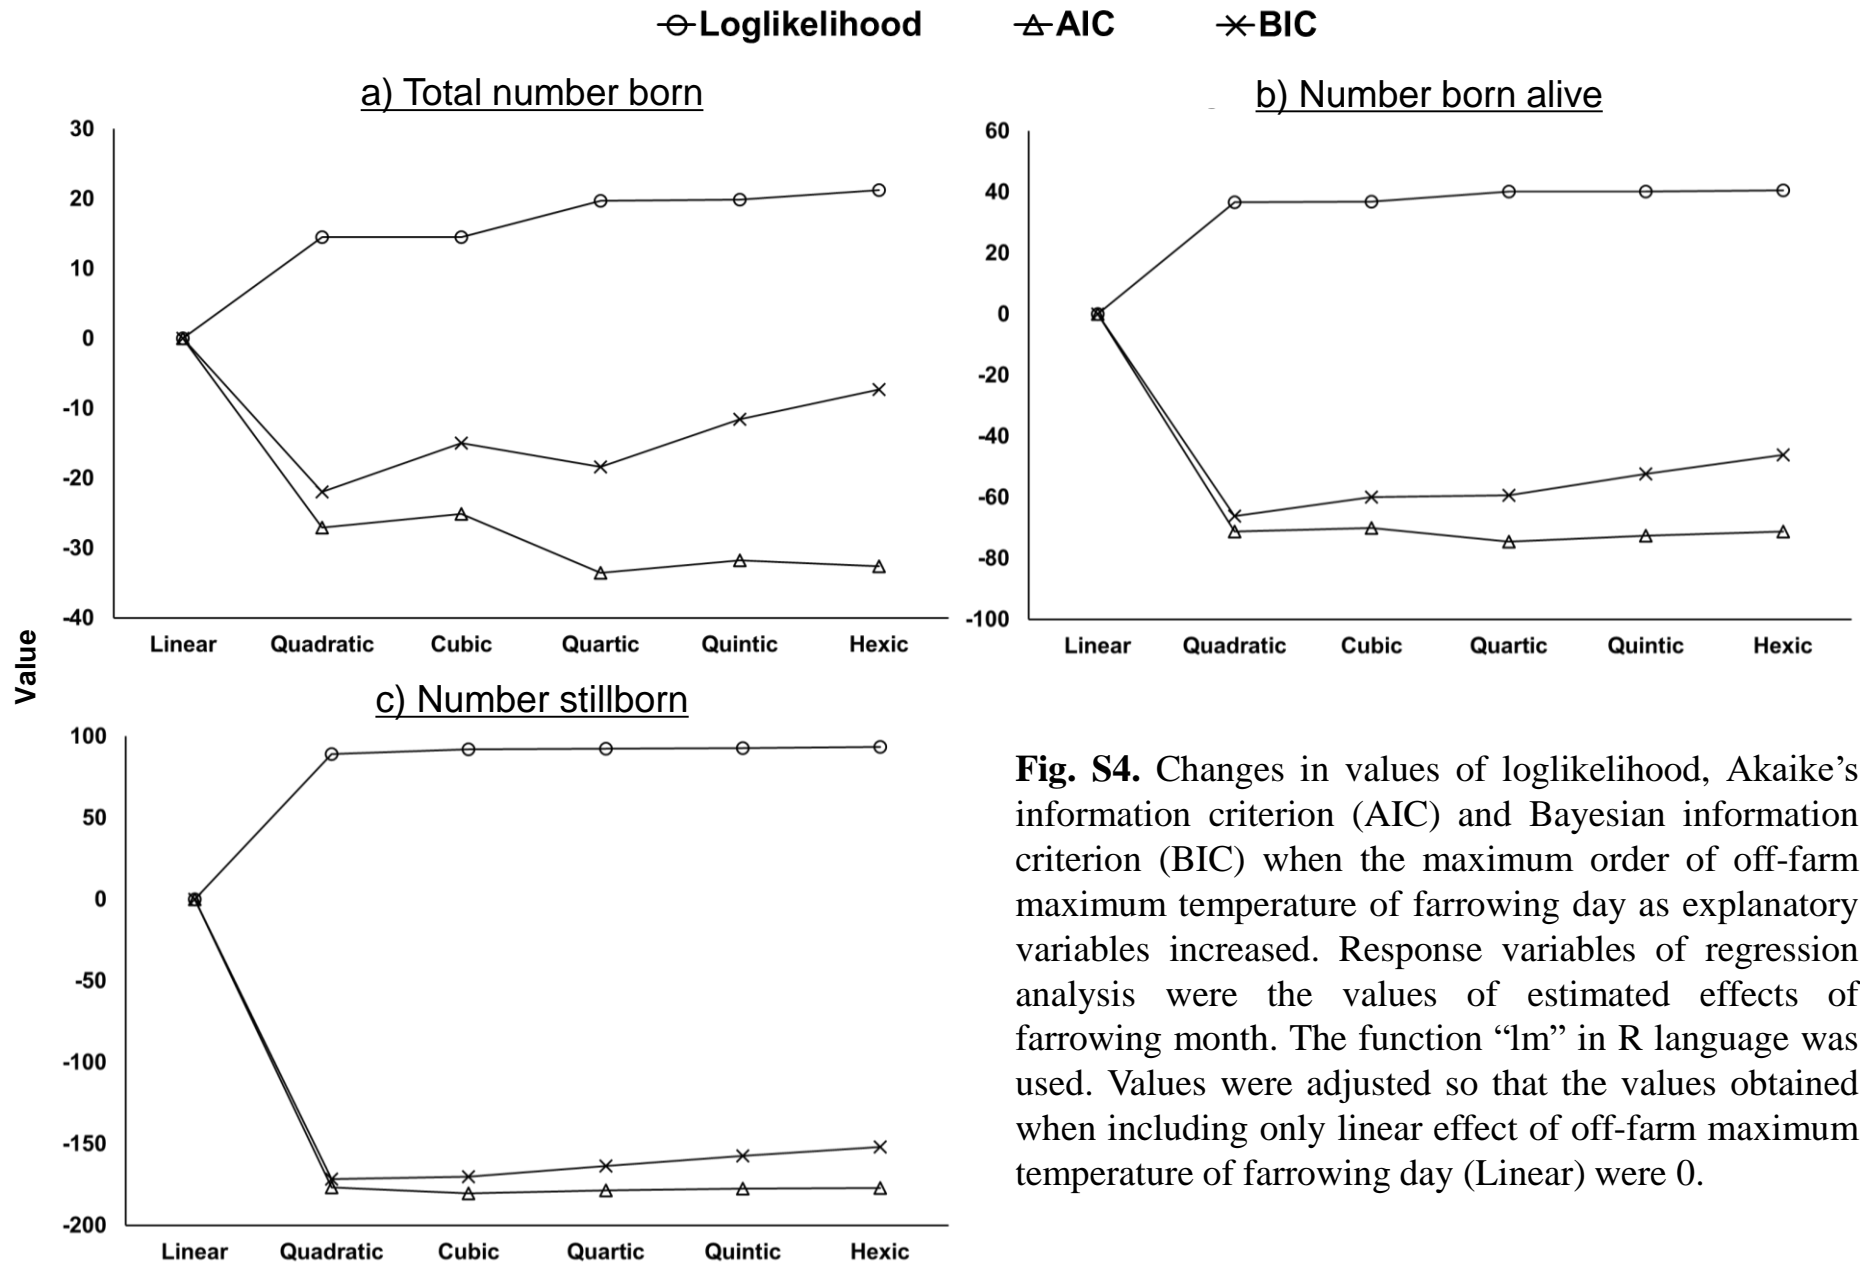 Loglikelihood AIC BIC
a) Total number born
30
20
10
0
-10
-20
-30
-40
Linear Quadratic Cubic Quartic Quintic Hexic
b) Number born alive
60
40
20
0
-20
-40
-60
-80
-100
Linear Quadratic Cubic Quartic Quintic Hexic
Value
c) Number stillborn
100
50
0
-50
-100
-150
-200
Linear Quadratic Cubic Quartic Quintic Hexic
Fig. S4. Changes in values of loglikelihood, Akaike’s
information criterion (AIC) and Bayesian information
criterion (BIC) when the maximum order of off-farm
maximum temperature of farrowing day as explanatory
variables increased. Response variables of regression
analysis were the values of estimated effects of
farrowing month. The function “lm” in R language was
used. Values were adjusted so that the values obtained
when including only linear effect of off-farm maximum
temperature of farrowing day (Linear) were 0.